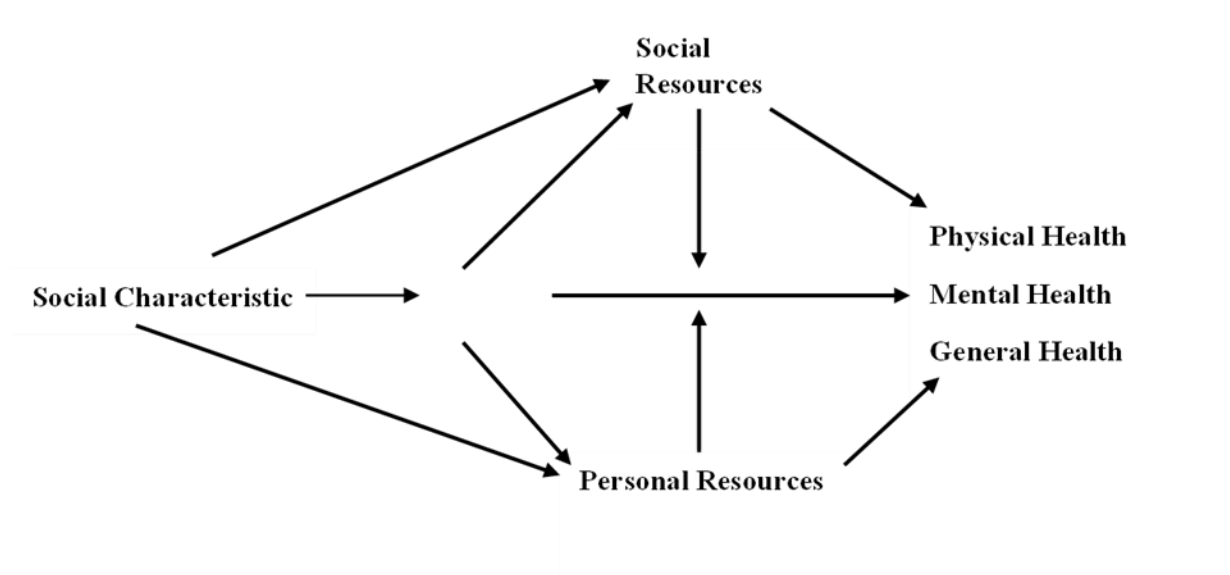 Social
Resources
Physical Health
Social Characteristic
Mental Health
General Health
Personal Resources